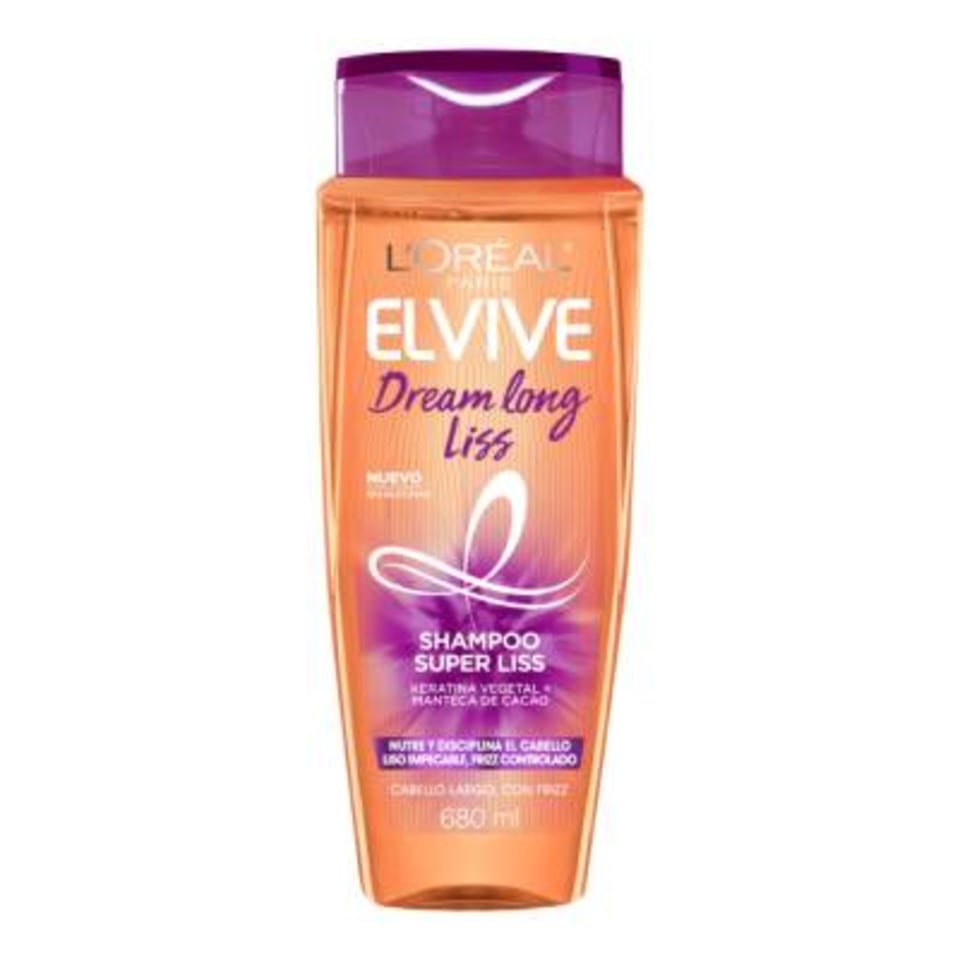 L'ORÉAL®
PARIS
ELVIVE
Dream long
Liss
NUEVO
SHAMPOO
SUPER LISS
KERATINA VEGETAL +
MANTECA DE CACAO
NUTRE Y DISCIPLINA EL CABELLO
LISO IMPECABLE, FRIZZ CONTROLADO
CABELLO LARGO, CON FRIZZ
680 ml